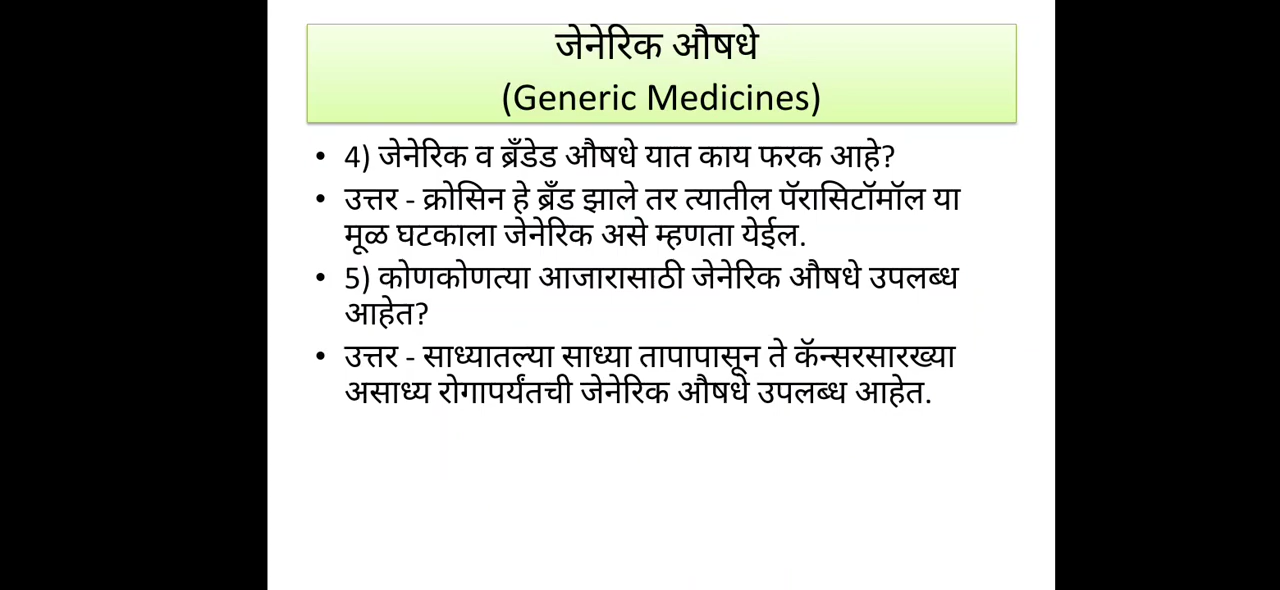 जेनेरिक औषधे
(Generic Medicines)
• 4) जेनेरिक व ब्रँडेड औषधे यात काय फरक आहे?
• उत्तर - क्रोसिन हे ब्रँड झाले तर त्यातील पॅरासिटॉमॉल या
मूळ घटकाला जेनेरिक असे म्हणता येईल.
• 5) कोणकोणत्या आजारासाठी जेनेरिक औषधे उपलब्ध
आहेत?
• उत्तर - साध्यातल्या साध्या तापापासून ते कॅन्सरसारख्या
असाध्य रोगापर्यंतची जेनेरिक औषधे उपलब्ध आहेत.